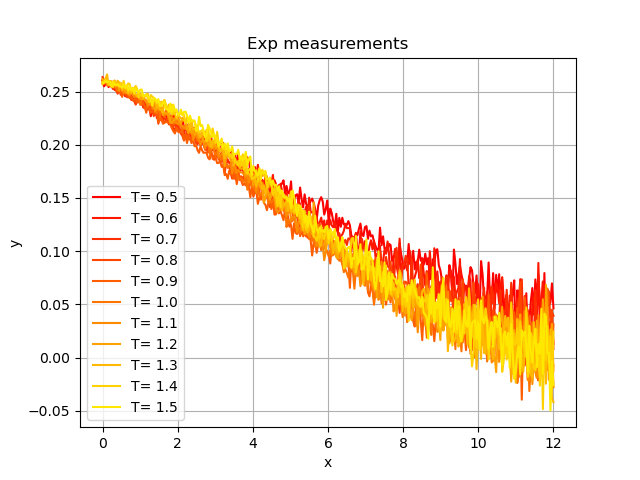 Exp measurements
y
0.25
0.20
0.15
0.10
0.05
0.00
−0.05
T= 0.5
T= 0.6
T= 0.7
T= 0.8
T= 0.9
T= 1.0
T= 1.1
T= 1.2
T= 1.3
T= 1.4
T= 1.5
0 2 4 6 8 10 12
x